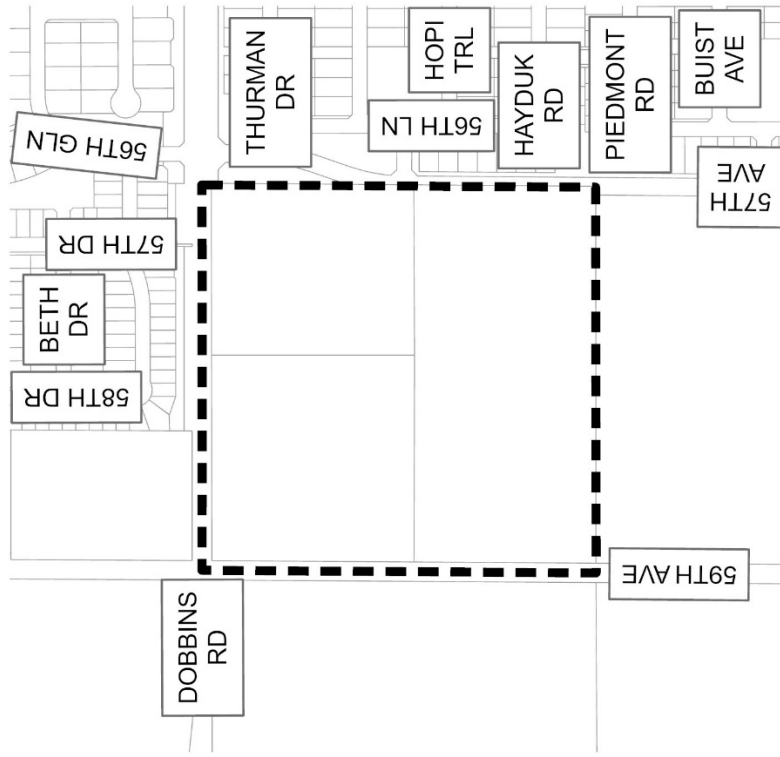 56TH GLN
57TH DR
BETH
DR
58TH DR
THURMAN
DR
HOPI
TRL
56TH LN
HAYDUK
RD
PIEDMONT
RD
BUIST
AVE
57TH
AVE
59TH AVE
DOBBINS
RD